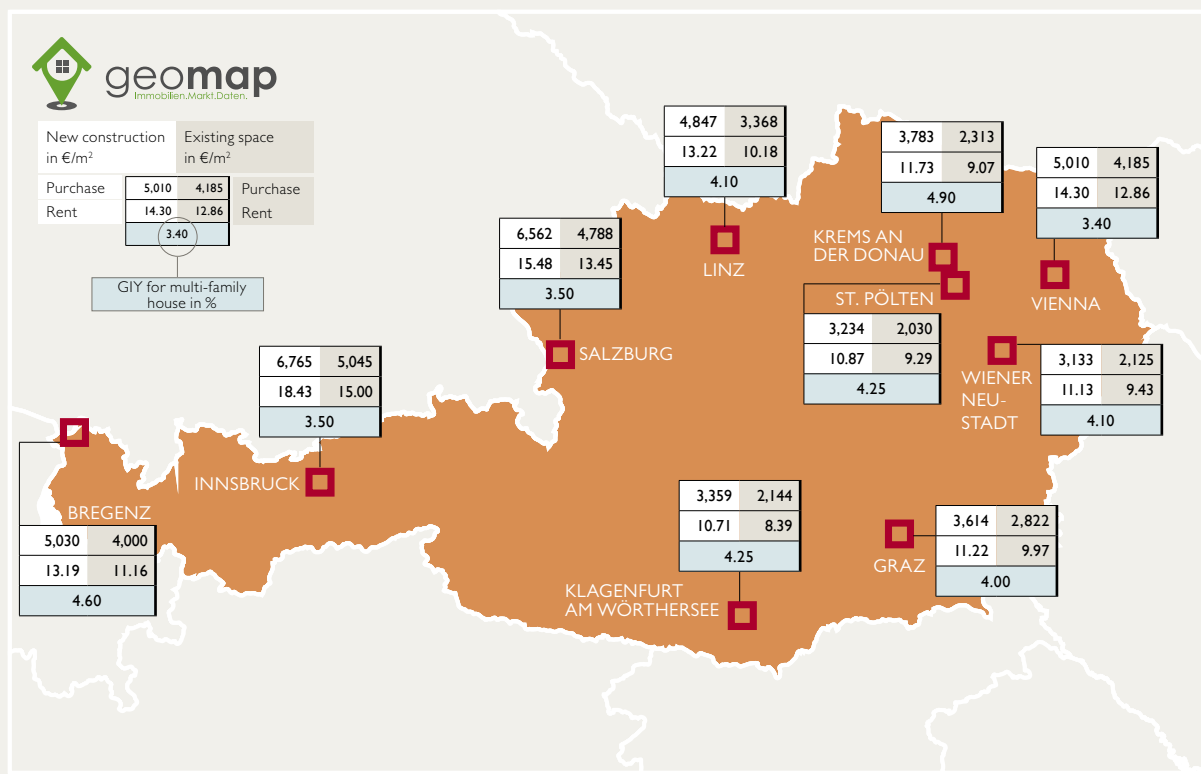 geomap
Immobilien.Markt.Daten.
New construction
in €/m²
Existing space
in €/m²
Purchase 5,010 4,185 Purchase
Rent 14.30 12.86 Rent
3.40
GIY for multi-family
house in %
4,847 3,368
13.22 10.18
4.10
LINZ
3,783 2,313
11.73 9.07
4.90
KREMS AN
DER DONAU
5,010 4,185
14.30 12.86
3.40
VIENNA
6,562 4,788
15.48 13.45
3.50
SALZBURG
ST. PÖLTEN
3,234 2,030
10.87 9.29
4.25
WIENER
NEU-
STADT
3,133 2,125
11.13 9.43
4.10
6,765 5,045
18.43 15.00
3.50
INNSBRUCK
BREGENZ
5,030 4,000
13.19 11.16
4.60
3,359 2,144
10.71 8.39
4.25
KLAGENFURT
AM WÖRTHERSEE
3,614 2,822
11.22 9.97
4.00
GRAZ